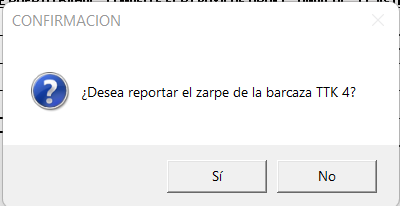 CONFIRMACION
¿Desea reportar el zarpe de la barcaza TTK 4?
Sí
No